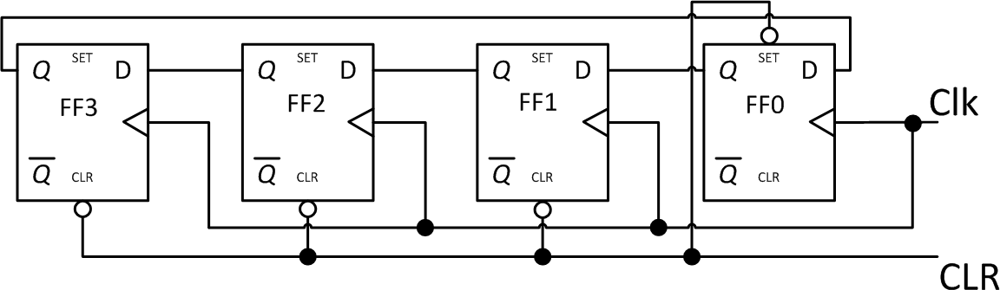 SET SET SET SET
Q D Q D Q D Q D
FF3 FF2 FF1 FF0 Clk
Q̅ CLR Q̅ CLR Q̅ CLR Q̅ CLR
CLR